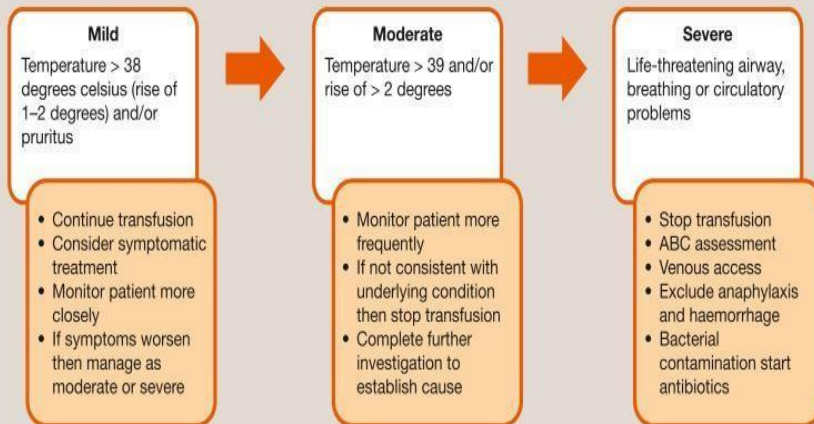 Mild
Temperature > 38
degrees celsius (rise of
1–2 degrees) and/or
pruritus
• Continue transfusion
• Consider symptomatic
treatment
• Monitor patient more
closely
• If symptoms worsen
then manage as
moderate or severe
Moderate
Temperature > 39 and/or
rise of > 2 degrees
• Monitor patient more
frequently
• If not consistent with
underlying condition
then stop transfusion
• Complete further
investigation to
establish cause
Severe
Life-threatening airway,
breathing or circulatory
problems
• Stop transfusion
• ABC assessment
• Venous access
• Exclude anaphylaxis
and haemorrhage
• Bacterial
contamination start
antibiotics